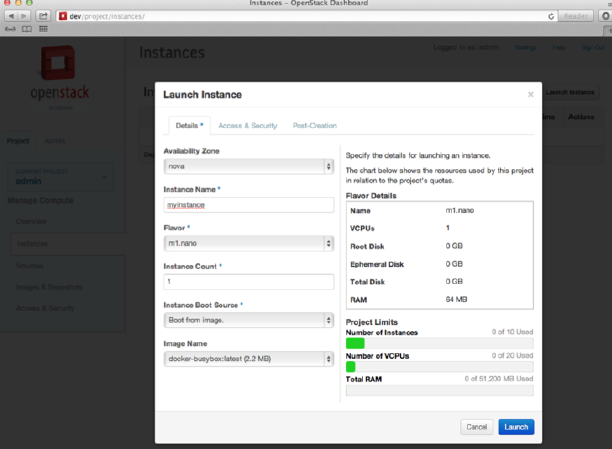 Instances – OpenStack Dashboard
dev/project/instances/
Reader
Instances
Logged in as: admin
Settings
Help
Sign Out
openstack
DASHBOARD
Launch Instance
Project
Admin
Actions
CURRENT PROJECT
admin
Manage Compute
Overview
Instances
Volumes
Images & Snapshots
Access & Security
Launch Instance
×
Details *
Access & Security
Post-Creation
Availability Zone
nova
Instance Name *
myinstance
Flavor *
m1.nano
Instance Count *
1
Instance Boot Source *
Boot from image.
Image Name
docker-busybox:latest (2.2 MB)
Specify the details for launching an instance.
The chart below shows the resources used by this project
in relation to the project's quotas.
Flavor Details
Name m1.nano
VCPUs 1
Root Disk 0 GB
Ephemeral Disk 0 GB
Total Disk 0 GB
RAM 64 MB
Project Limits
Number of Instances 0 of 10 Used
Number of VCPUs 0 of 20 Used
Total RAM 0 of 51,200 MB Used
Cancel
Launch